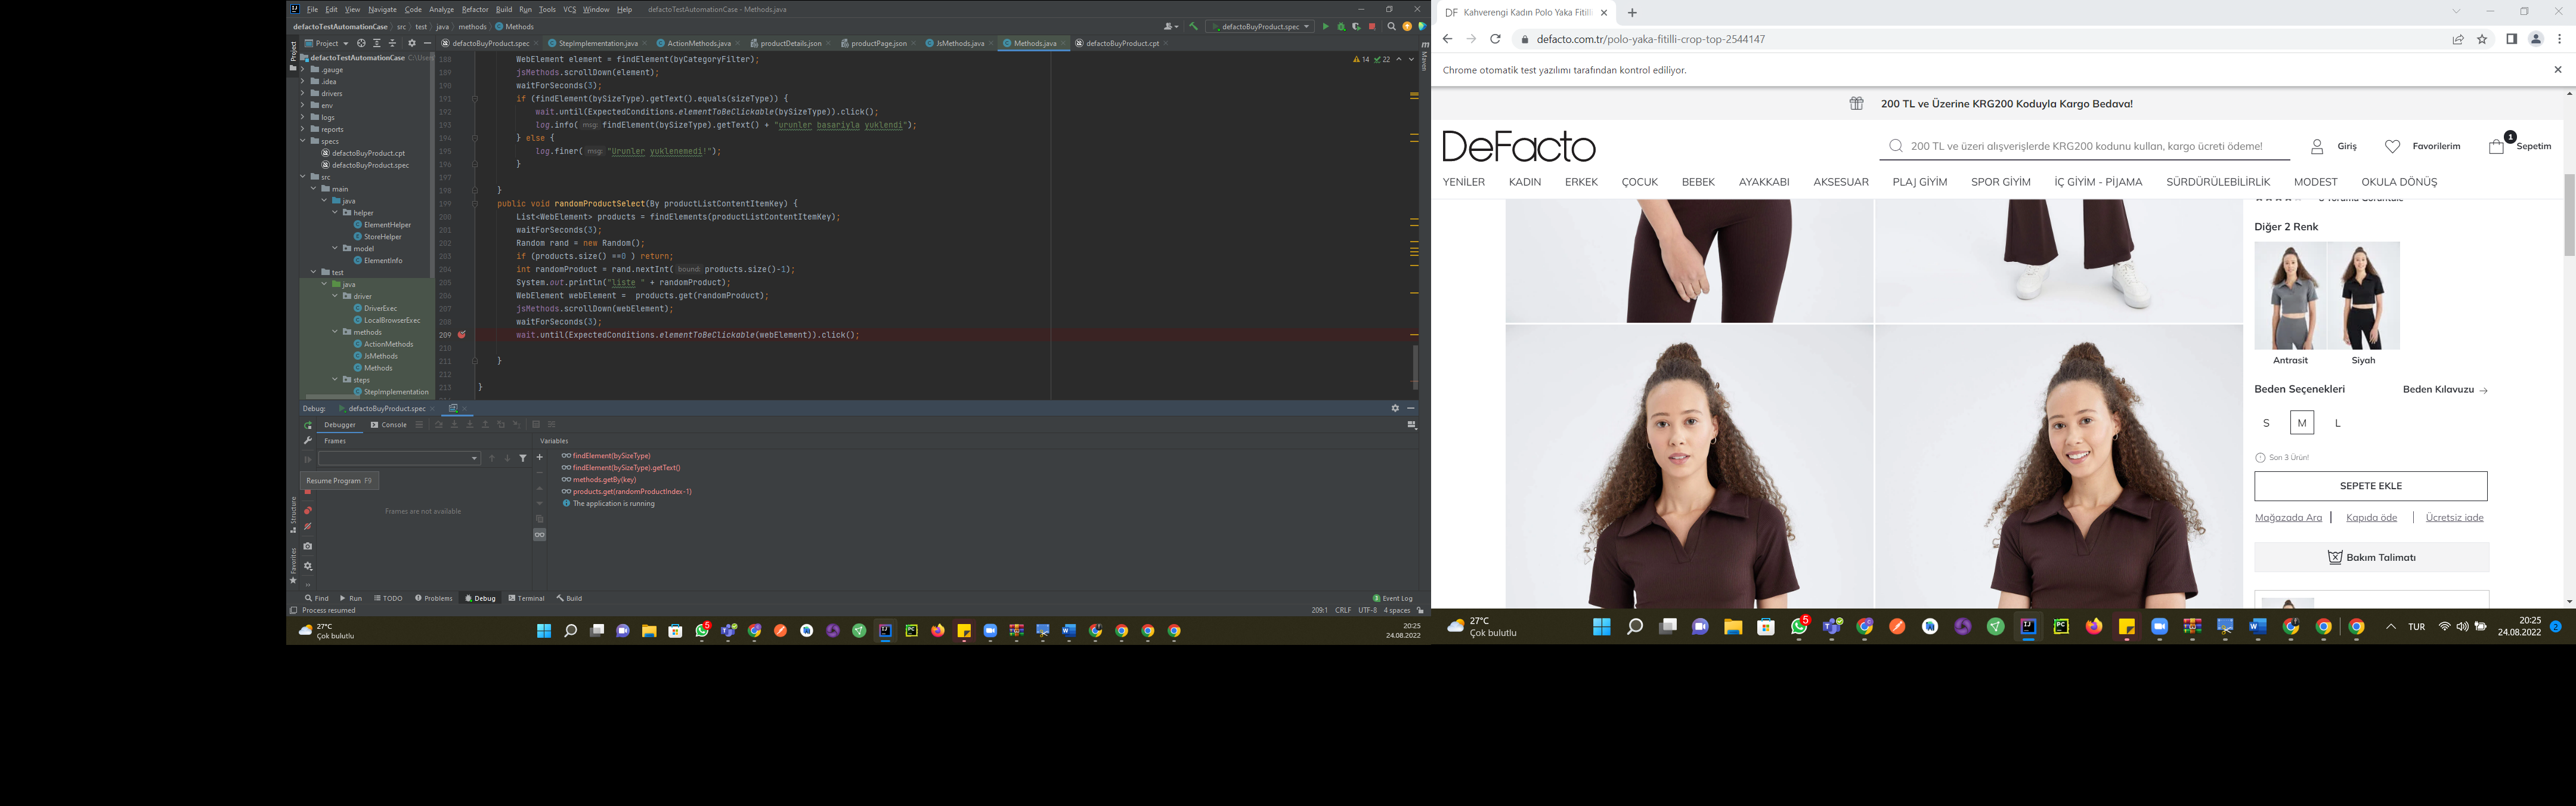 File Edit View Navigate Code Analyze Refactor Build Run Tools VCS Window Help defactoTestAutomationCase - Methods.java
defactoTestAutomationCase src test java methods Methods
defactoBuyProduct.spec
Project
defactoBuyProduct.spec StepImplementation.java ActionMethods.java productDetails.json productPage.json JsMethods.java Methods.java defactoBuyProduct.cpt
Project
Maven
defactoTestAutomationCase C:\Users
.gauge
.idea
drivers
env
logs
reports
specs
defactoBuyProduct.cpt
defactoBuyProduct.spec
src
main
java
helper
ElementHelper
StoreHelper
model
ElementInfo
test
java
driver
DriverExec
LocalBrowserExec
methods
ActionMethods
JsMethods
Methods
steps
StepImplementation
14 22
188 WebElement element = findElement(byCategoryFilter);
189 jsMethods.scrollDown(element);
190 waitForSeconds(3);
191 if (findElement(bySizeType).getText().equals(sizeType)) {
192 wait.until(ExpectedConditions.elementToBeClickable(bySizeType)).click();
193 log.info( msg: findElement(bySizeType).getText() + "urunler basariyla yuklendi");
194 } else {
195 log.finer( msg: "Urunler yuklenemedi!");
196 }
197
198 }
199 public void randomProductSelect(By productListContentItemKey) {
200 List<WebElement> products = findElements(productListContentItemKey);
201 waitForSeconds(3);
202 Random rand = new Random();
203 if (products.size() ==0 ) return;
204 int randomProduct = rand.nextInt( bound: products.size()-1);
205 System.out.println("liste " + randomProduct);
206 WebElement webElement = products.get(randomProduct);
207 jsMethods.scrollDown(webElement);
208 waitForSeconds(3);
209 wait.until(ExpectedConditions.elementToBeClickable(webElement)).click();
210
211 }
212
213 }
Debug: defactoBuyProduct.spec
Debugger Console
Frames
Variables
Resume Program F9
Frames are not available
findElement(bySizeType)
findElement(bySizeType).getText()
methods.getBy(key)
products.get(randomProductIndex-1)
The application is running
Structure
Favorites
Find Run TODO Problems Debug Terminal Build
Event Log
Process resumed
209:1 CRLF UTF-8 4 spaces
27°C
Çok bulutlu
5
20:25
24.08.2022
DF Kahverengi Kadın Polo Yaka Fitilli
defacto.com.tr/polo-yaka-fitilli-crop-top-2544147
Chrome otomatik test yazılımı tarafından kontrol ediliyor.
200 TL ve Üzerine KRG200 Koduyla Kargo Bedava!
DeFacto
200 TL ve üzeri alışverişlerde KRG200 kodunu kullan, kargo ücreti ödeme!
Giriş
Favorilerim
1
Sepetim
YENİLER KADIN ERKEK ÇOCUK BEBEK AYAKKABI AKSESUAR PLAJ GİYİM SPOR GİYİM İÇ GİYİM - PİJAMA SÜRDÜRÜLEBİLİRLİK MODEST OKULA DÖNÜŞ
Diğer 2 Renk
Antrasit Siyah
Beden Seçenekleri Beden Kılavuzu
S M L
Son 3 Ürün!
SEPETE EKLE
Mağazada Ara Kapıda öde Ücretsiz iade
Bakım Talimatı
27°C
Çok bulutlu
5
TUR
20:25
24.08.2022
2